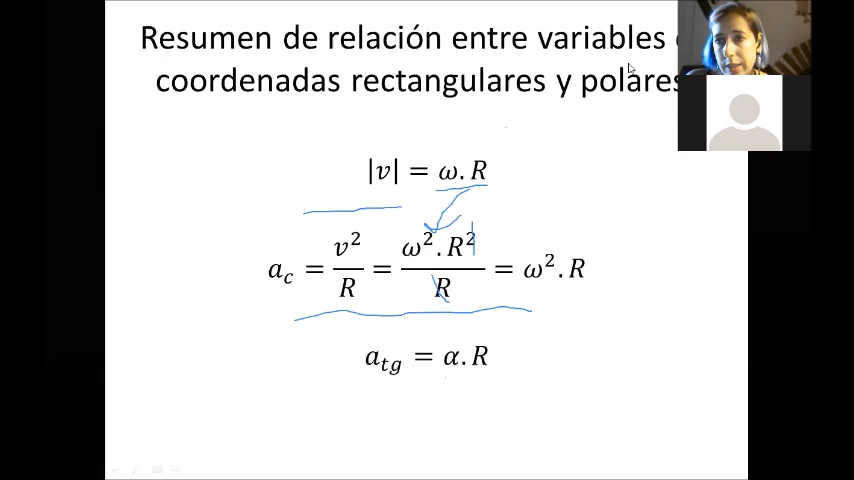 Resumen de relación entre variables
coordenadas rectangulares y polares
|v| = ω. R
a_c = v²/R = ω². R²/R = ω². R
a_tg = α. R